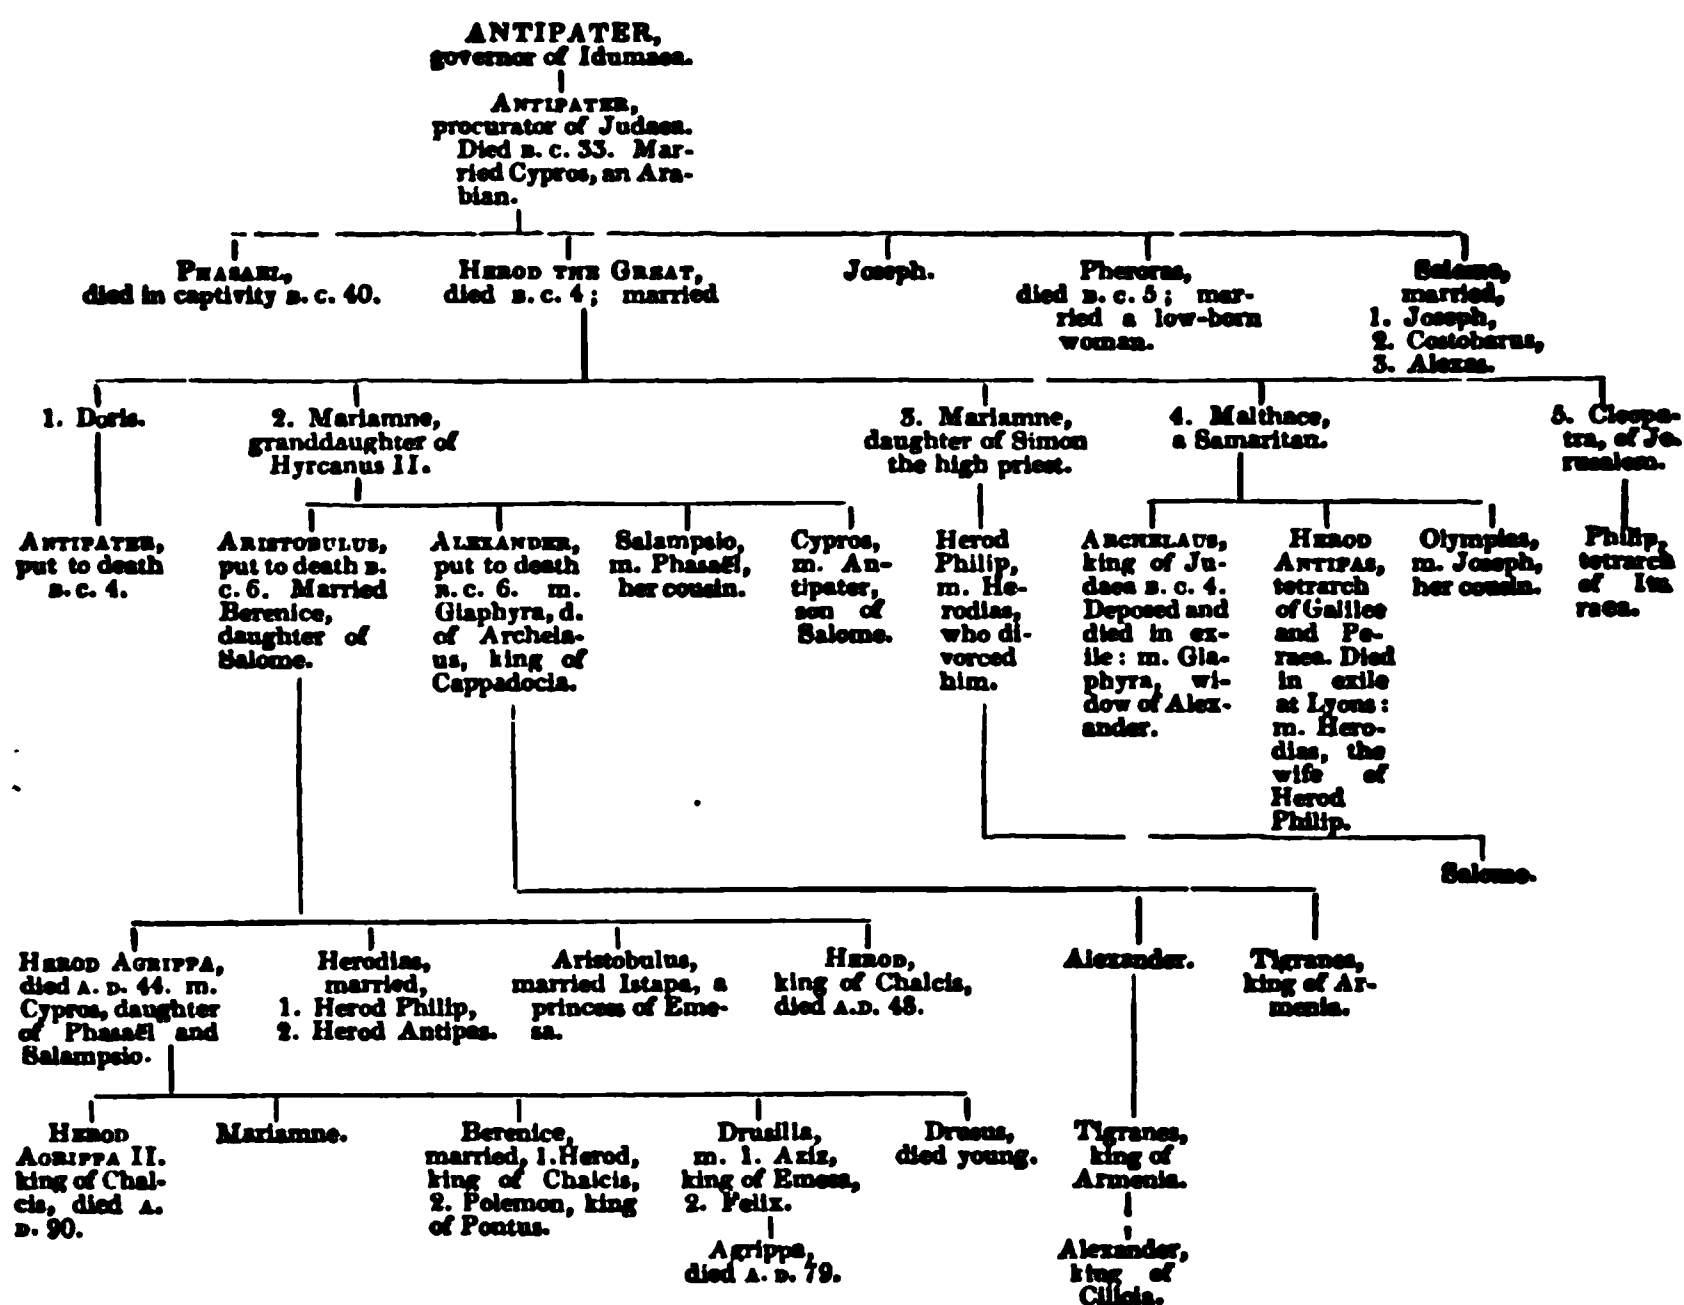 ANTIPATER,
governor of Idumaea.
ANTIPATER,
procurator of Judaea.
Died B. C. 33. Mar-
ried Cypros, an Ara-
bian.
PHASAEL,
died in captivity B. C. 40.
HEROD THE GREAT,
died B. C. 4; married
Joseph.
Pheroras,
died B. C. 5; mar-
ried a low-born
woman.
Salome,
married,
1. Joseph,
2. Costobarus,
3. Alexas.
1. Doris.
2. Mariamne,
granddaughter of
Hyrcanus II.
3. Mariamne,
daughter of Simon
the high priest.
4. Malthace,
a Samaritan.
5. Cleopa-
tra, of Je-
rusalem.
ANTIPATER,
put to death
B. C. 4.
ARISTOBULUS,
put to death B.
C. 6. Married
Berenice,
daughter of
Salome.
ALEXANDER,
put to death
B. C. 6. m.
Glaphyra, d.
of Archela-
us, king of
Cappadocia.
Salampsio,
m. Phasaël,
her cousin.
Cypros,
m. An-
tipater,
son of
Salome.
Herod
Philip,
m. He-
rodias,
who di-
vorced
him.
ARCHELAUS,
king of Ju-
daea B. C. 4.
Deposed and
died in ex-
ile: m. Gla-
phyra, wi-
dow of Alex-
ander.
HEROD
ANTIPAS,
tetrarch
of Galilee
and Pe-
raea. Died
in exile
at Lyons:
m. Hero-
dias, the
wife of
Herod
Philip.
Olympias,
m. Joseph,
her cousin.
Philip,
tetrarch
of Itu
raea.
Salome.
HEROD AGRIPPA,
died A. D. 44. m.
Cypros, daughter
of Phasaël and
Salampsio.
Herodias,
married,
1. Herod Philip,
2. Herod Antipas.
Aristobulus,
married Istapa, a
princess of Eme-
sa.
HEROD,
king of Chalcis,
died A.D. 48.
Alexander.
Tigranes,
king of Ar-
menia.
HEROD
AGRIPPA II.
king of Chal-
cis, died A.
D. 90.
Mariamne.
Berenice,
married, 1. Herod,
king of Chalcis,
2. Polemon, king
of Pontus.
Drusilla,
m. 1. Aziz,
king of Emesa,
2. Felix.
Agrippa,
died A. D. 79.
Drusus,
died young.
Tigranes,
king of
Armenia.
Alexander,
king of
Cilicia.